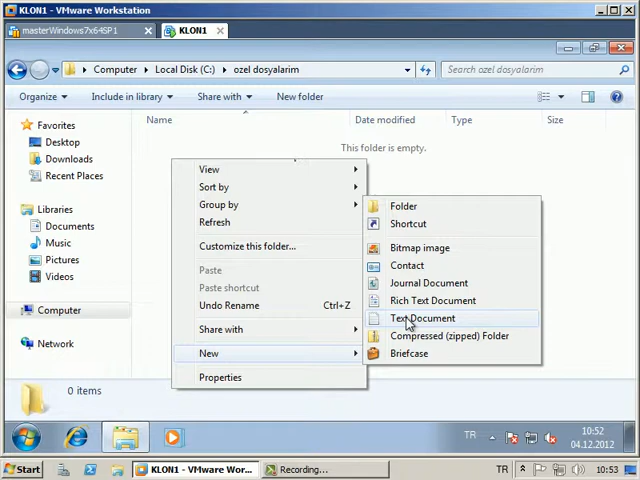 KLON1 - VMware Workstation
masterWindows7x64SP1
KLON1
Computer
Local Disk (C:)
ozel dosyalarim
Search ozel dosyalarim
Organize
Include in library
Share with
New folder
Favorites
Desktop
Downloads
Recent Places
Libraries
Documents
Music
Pictures
Videos
Computer
Network
Name
Date modified
Type
Size
This folder is empty.
View
Sort by
Group by
Refresh
Customize this folder...
Paste
Paste shortcut
Undo Rename
Ctrl+Z
Share with
New
Properties
Folder
Shortcut
Bitmap image
Contact
Journal Document
Rich Text Document
Text Document
Compressed (zipped) Folder
Briefcase
0 items
TR
10:52
04.12.2012
Start
KLON1 - VMware Wor...
Recording...
TR
10:53